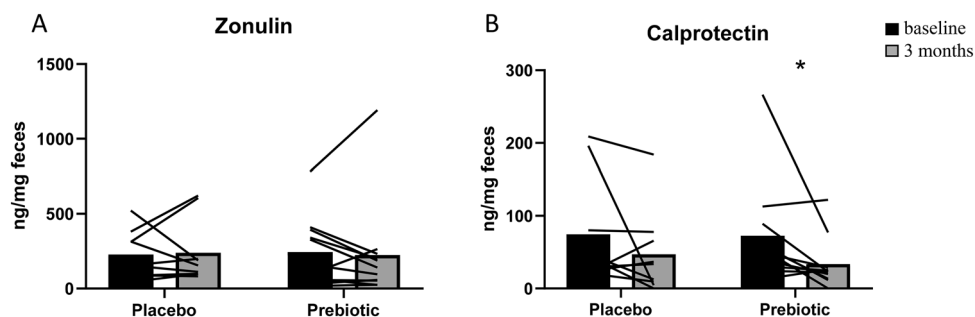 A
Zonulin
ng/mg feces
1500
1000
500
0
Placebo
Prebiotic
B
Calprotectin
baseline
3 months
ng/mg feces
300
200
100
0
*
Placebo
Prebiotic